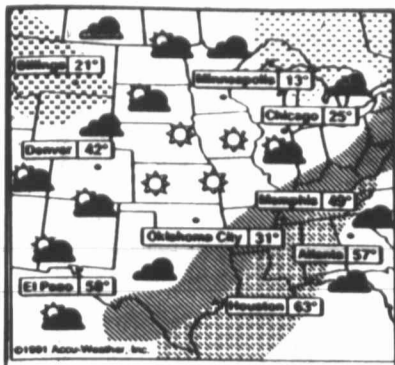 Billings 21°
Minneapolis 13°
Chicago 25°
Denver 42°
Memphis 49°
Oklahoma City 31°
Atlanta 57°
El Paso 58°
Houston 63°
©1991 Accu-Weather, Inc.